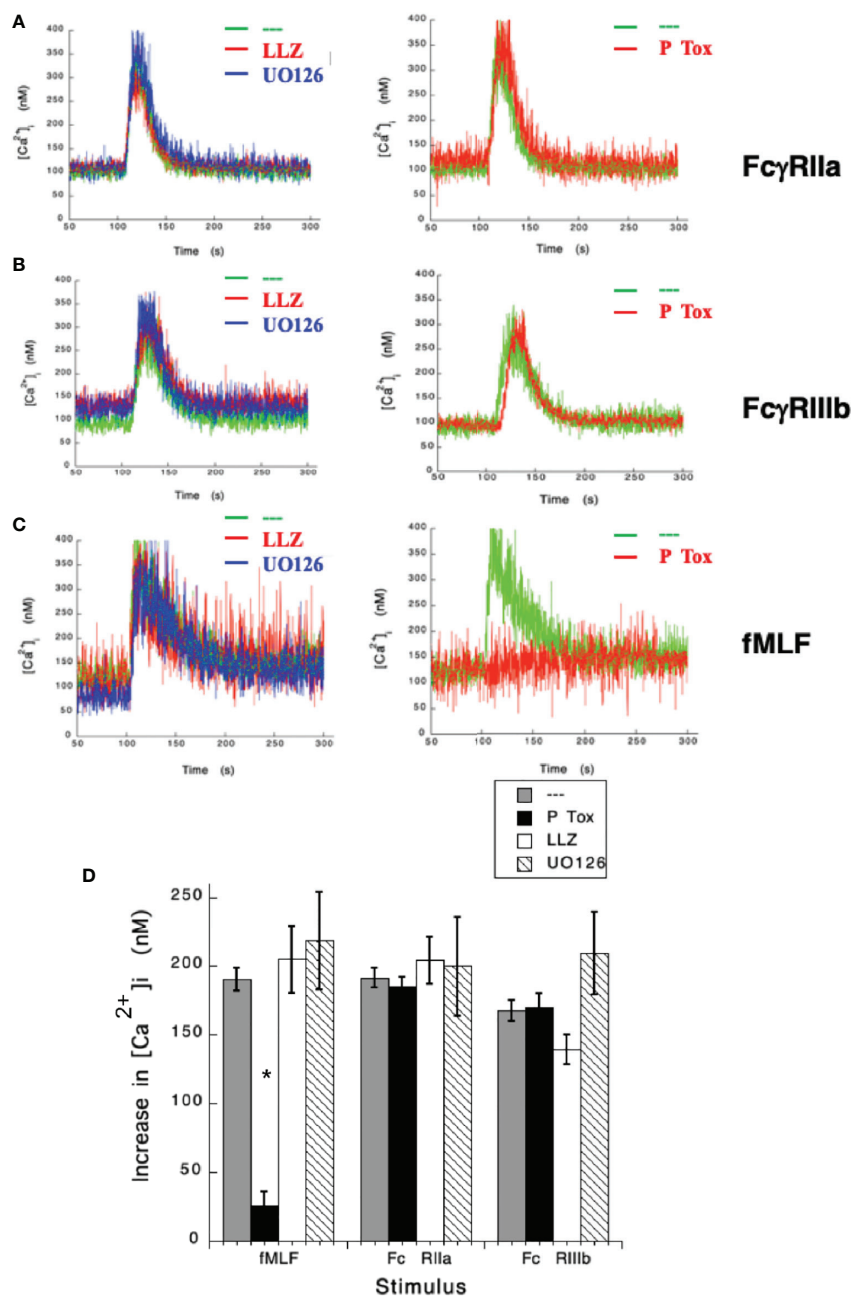 A
400
350
300
250
200
150
100
50
0
[Ca2+]i (nM)
---
LLZ
UO126
50 100 150 200 250 300
Time (s)
400
350
300
250
200
150
100
50
0
[Ca2+]i (nM)
---
P Tox
50 100 150 200 250 300
Time (s)
FcγRIIa
B
400
350
300
250
200
150
100
50
0
[Ca2+]i (nM)
---
LLZ
UO126
50 100 150 200 250 300
Time (s)
400
350
300
250
200
150
100
50
0
[Ca2+]i (nM)
---
P Tox
50 100 150 200 250 300
Time (s)
FcγRIIIb
C
400
350
300
250
200
150
100
50
0
[Ca2+]i (nM)
---
LLZ
UO126
50 100 150 200 250 300
Time (s)
400
350
300
250
200
150
100
50
0
[Ca2+]i (nM)
---
P Tox
50 100 150 200 250 300
Time (s)
fMLF
---
P Tox
LLZ
UO126
D
250
200
150
100
50
0
Increase in [Ca 2+]i (nM)
*
fMLF Fc RIIa Fc RIIIb
Stimulus